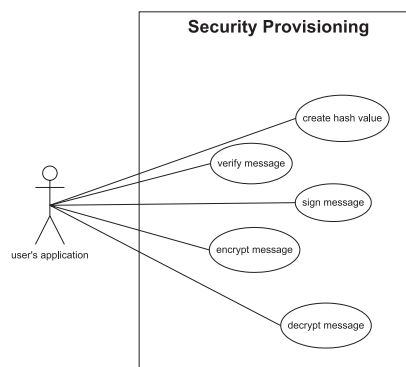 Security Provisioning
create hash value
verify message
sign message
user's application
encrypt message
decrypt message